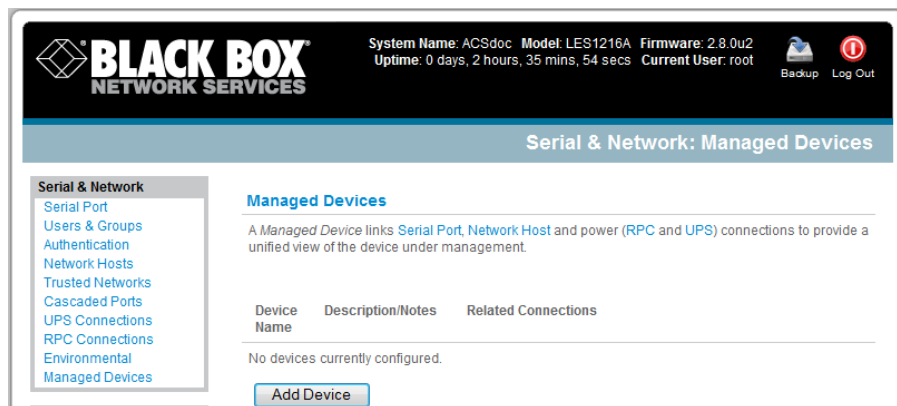 BLACK BOX®
NETWORK SERVICES
System Name: ACSdoc Model: LES1216A Firmware: 2.8.0u2
Uptime: 0 days, 2 hours, 35 mins, 54 secs Current User: root
Backup Log Out
Serial & Network: Managed Devices
Serial & Network
Serial Port
Users & Groups
Authentication
Network Hosts
Trusted Networks
Cascaded Ports
UPS Connections
RPC Connections
Environmental
Managed Devices
Managed Devices
A Managed Device links Serial Port, Network Host and power (RPC and UPS) connections to provide a
unified view of the device under management.
Device Name Description/Notes Related Connections
No devices currently configured.
Add Device